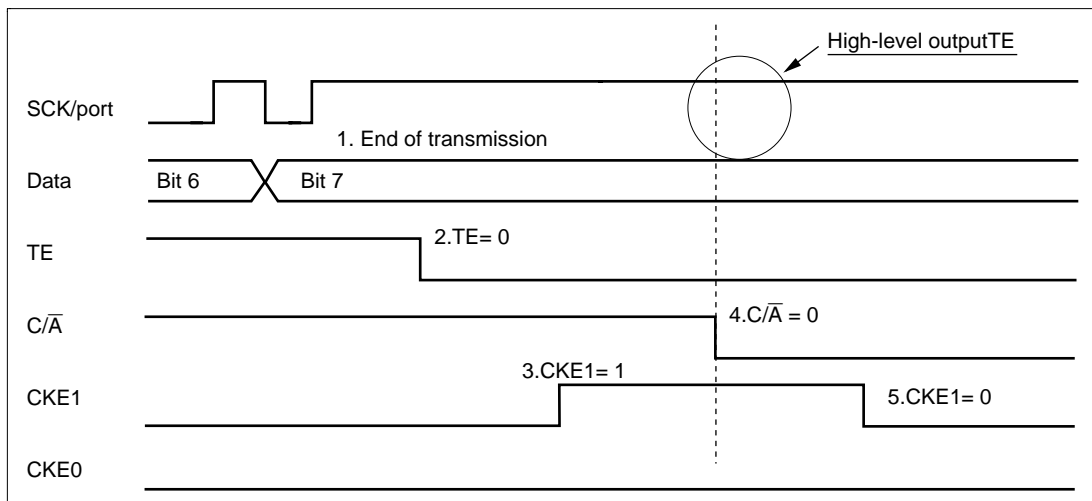 High-level outputTE
SCK/port
1. End of transmission
Data
Bit 6
Bit 7
TE
2.TE= 0
C/A̅
4.C/A̅ = 0
3.CKE1= 1
CKE1
5.CKE1= 0
CKE0